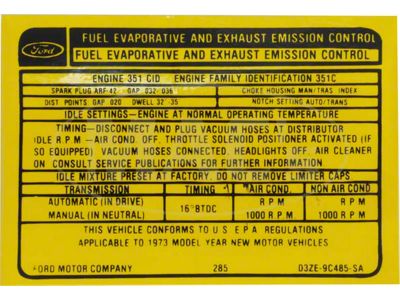 Ford
FUEL EVAPORATIVE AND EXHAUST EMISSION CONTROL
FUEL EVAPORATIVE AND EXHAUST EMISSION CONTROL
ENGINE 351 CID ENGINE FAMILY IDENTIFICATION 351C
SPARK PLUG ARF-42 GAP .032-.036 CHOKE HOUSING MAN/TRAS INDEX
DIST POINTS GAP .020 DWELL 32°-35 NOTCH SETTING AUTO/TRANS
IDLE SETTINGS—ENGINE AT NORMAL OPERATING TEMPERATURE
TIMING—DISCONNECT AND PLUG VACUUM HOSES AT DISTRIBUTOR
IDLE R P M —AIR COND. OFF. THROTTLE SOLENOID POSITIONER ACTIVATED (IF
SO EQUIPPED) VACUUM HOSES CONNECTED. HEADLIGHTS OFF. AIR CLEANER
ON CONSULT SERVICE PUBLICATIONS FOR FURTHER INFORMATION.
IDLE MIXTURE PRESET AT FACTORY. DO NOT REMOVE LIMITER CAPS
TRANSMISSION TIMING AIR COND. NON AIR COND
AUTOMATIC (IN DRIVE) R P M R P M
MANUAL (IN NEUTRAL) 16°BTDC 1000 R P M 1000 R P M
THIS VEHICLE CONFORMS TO U S E P A REGULATIONS
APPLICABLE TO 1973 MODEL YEAR NEW MOTOR VEHICLES
FORD MOTOR COMPANY 285 D3ZE-9C485-SA